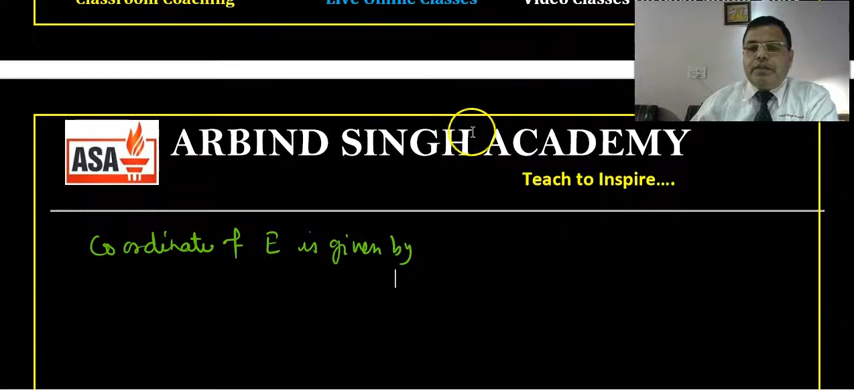 Classroom Coaching Live Online Classes Video Classes
ASA
ARBIND SINGH ACADEMY
Teach to Inspire....
Coordinate of E is given by